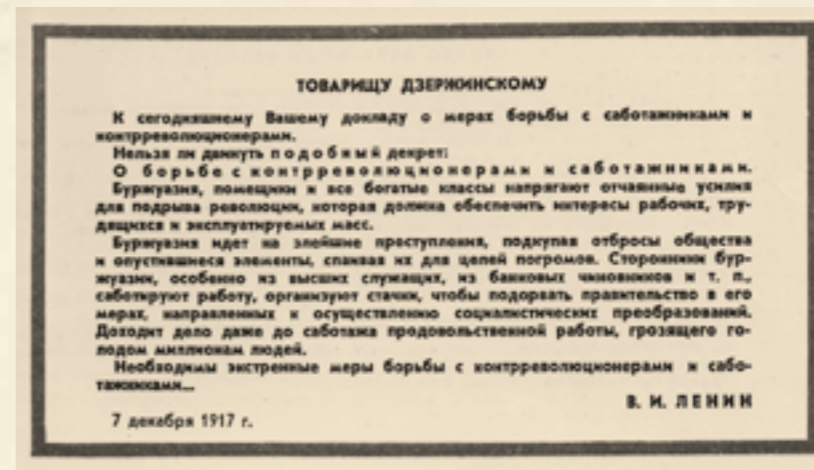 ТОВАРИЩУ ДЗЕРЖИНСКОМУ
К сегодняшнему Вашему докладу о мерах борьбы с саботажниками и
контрреволюционерами.
Нельзя ли двинуть подобный декрет:
О борьбе с контрреволюционерами и саботажниками.
Буржуазия, помещики и все богатые классы напрягают отчаянные усилия
для подрыва революции, которая должна обеспечить интересы рабочих, тру-
дящихся и эксплуатируемых масс.
Буржуазия идет на злейшие преступления, подкупая отбросы общества
и опустившиеся элементы, спаивая их для целей погромов. Сторонники бур-
жуазии, особенно из высших служащих, из банковых чиновников и т. п.,
саботируют работу, организуют стачки, чтобы подорвать правительство в его
мерах, направленных к осуществлению социалистических преобразований.
Доходит дело даже до саботажа продовольственной работы, грозящего го-
лодом миллионам людей.
Необходимы экстренные меры борьбы с контрреволюционерами и сабо-
тажниками...
В. И. ЛЕНИН
7 декабря 1917 г.